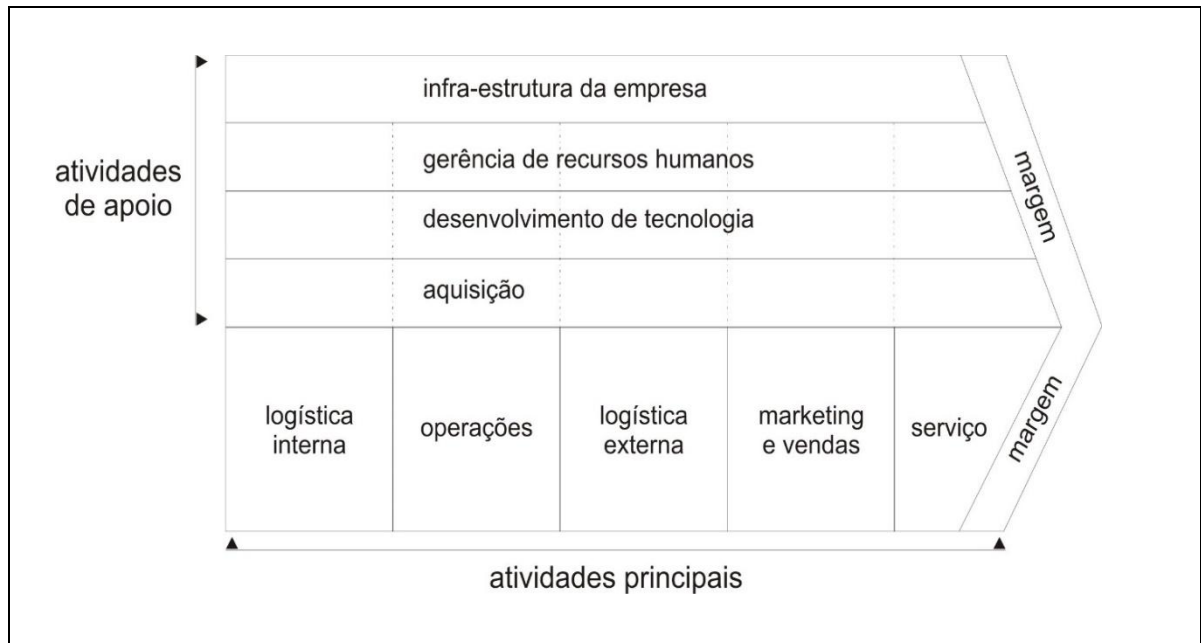 infra-estrutura da empresa
gerência de recursos humanos
desenvolvimento de tecnologia
aquisição
atividades
de apoio
margem
logística
interna
operações
logística
externa
marketing
e vendas
serviço
margem
atividades principais